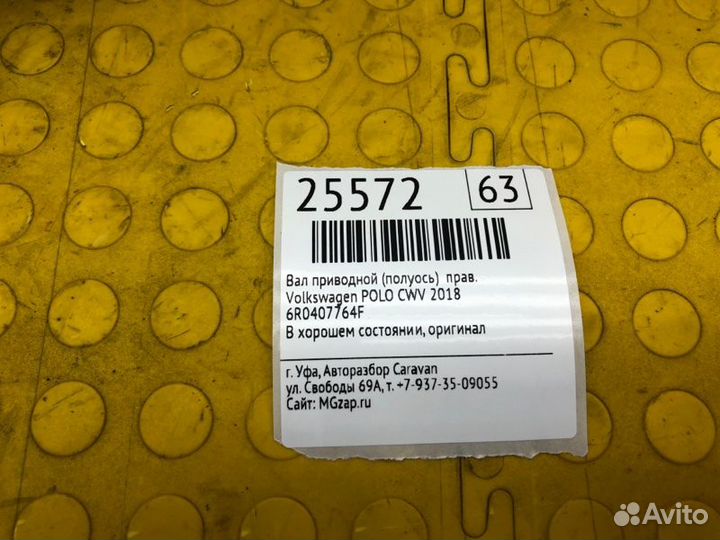 25572 63
Вал приводной (полуось) прав.
Volkswagen POLO CWV 2018
6R0407764F
В хорошем состоянии, оригинал
г. Уфа, Авторазбор Caravan
ул. Свободы 69А, т. +7-937-35-09055
Сайт: MGzap.ru
Avito